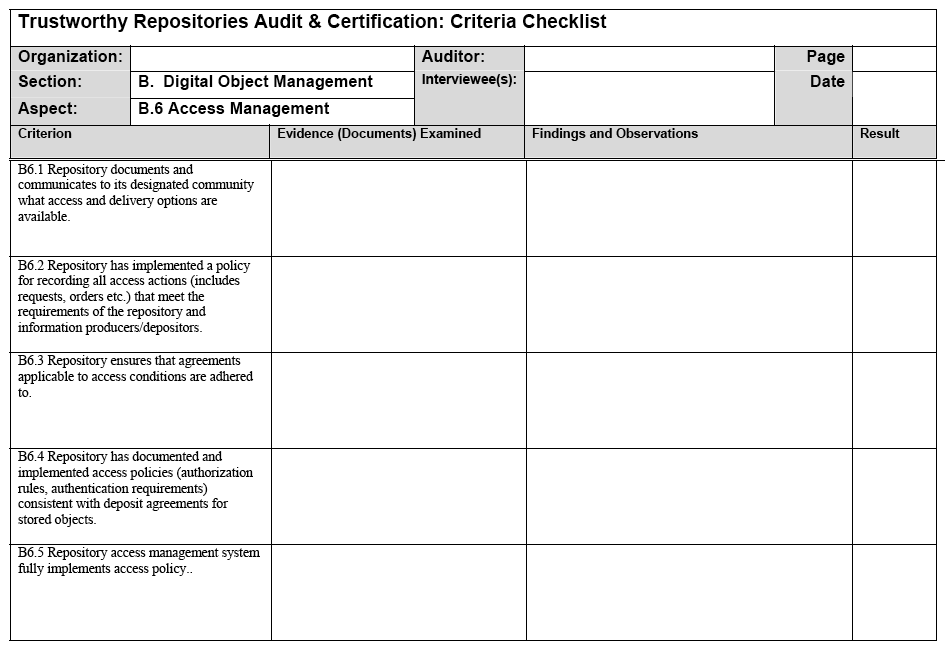 Trustworthy Repositories Audit & Certification: Criteria Checklist
Organization: Auditor: Page
Section: B. Digital Object Management Interviewee(s): Date
Aspect: B.6 Access Management
Criterion Evidence (Documents) Examined Findings and Observations Result
B6.1 Repository documents and
communicates to its designated community
what access and delivery options are
available.
B6.2 Repository has implemented a policy
for recording all access actions (includes
requests, orders etc.) that meet the
requirements of the repository and
information producers/depositors.
B6.3 Repository ensures that agreements
applicable to access conditions are adhered
to.
B6.4 Repository has documented and
implemented access policies (authorization
rules, authentication requirements)
consistent with deposit agreements for
stored objects.
B6.5 Repository access management system
fully implements access policy..